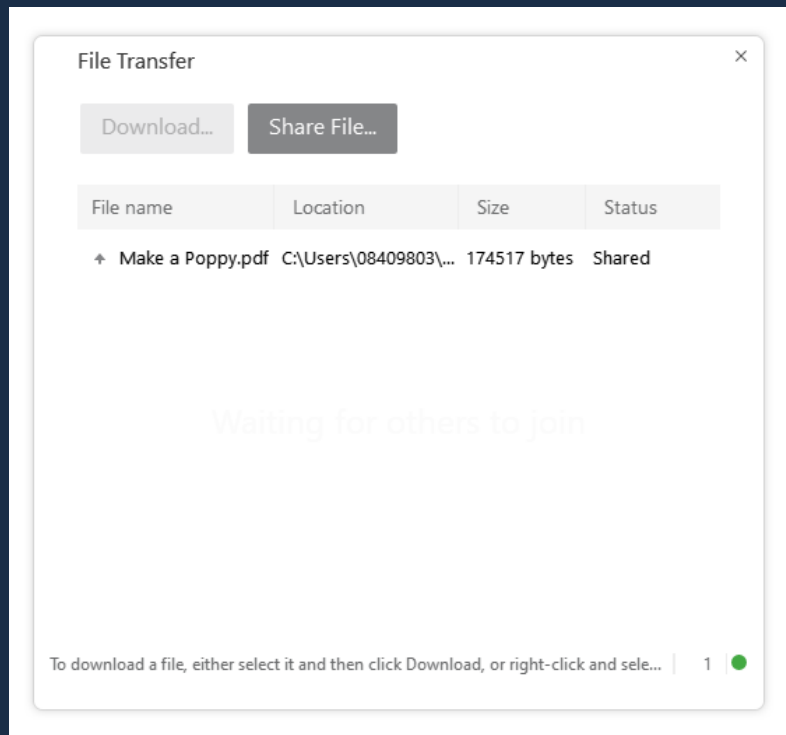 File Transfer
Download...
Share File...
File name Location Size Status
Make a Poppy.pdf C:\Users\08409803\... 174517 bytes Shared
Waiting for others to join
To download a file, either select it and then click Download, or right-click and sele... 1